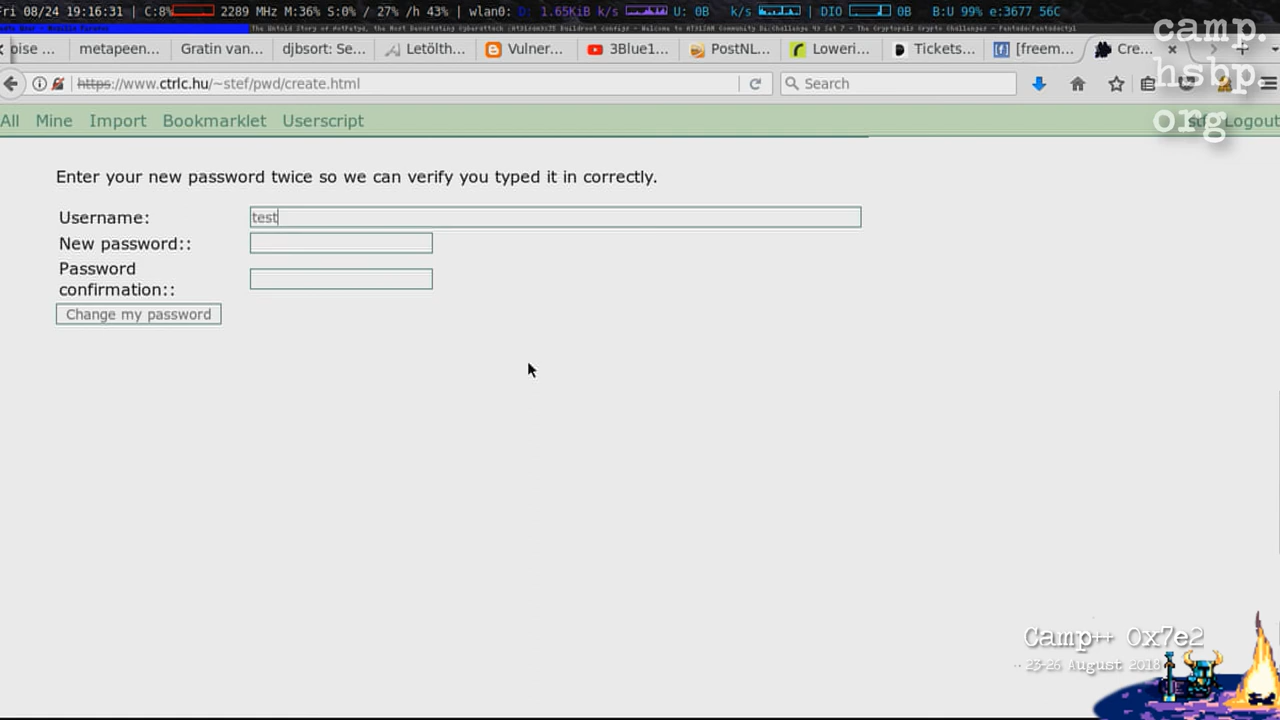 Fri 08/24 19:16:31 | C:8% 2289 MHz M:36% S:0% / 27% /h 43% | wlan0: D: 1.65KiB k/s U: 0B k/s | DIO 0B B:U 99% e:3677 56C
pise ... metapeen... Gratin van... djbsort: Se... Letölth... Vulner... 3Blue1... PostNL... Loweri... Tickets... [freem... Cre...
https://www.ctrlc.hu/~stef/pwd/create.html Search
All Mine Import Bookmarklet Userscript Logout
camp.
hsbp.
org
Enter your new password twice so we can verify you typed it in correctly.
Username: test
New password::
Password
confirmation::
Change my password
Camp++ 0x7e2
23-26 August 2018